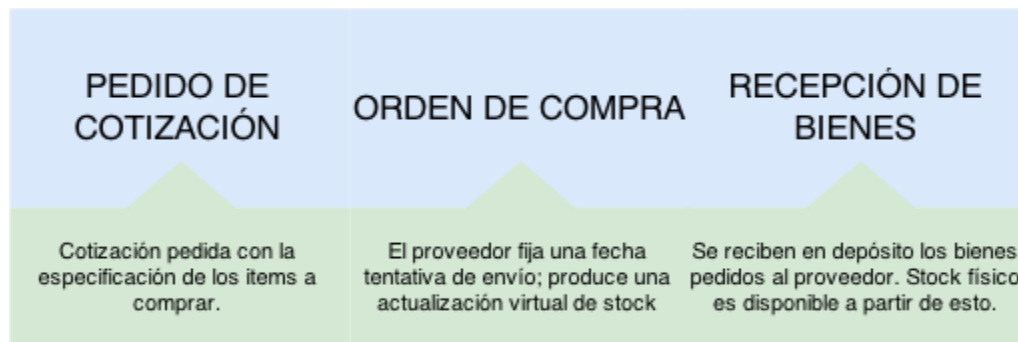 PEDIDO DE
COTIZACIÓN
Cotización pedida con la
especificación de los items a
comprar.
ORDEN DE COMPRA
El proveedor fija una fecha
tentativa de envío; produce una
actualización virtual de stock
RECEPCIÓN DE
BIENES
Se reciben en depósito los bienes
pedidos al proveedor. Stock físico
es disponible a partir de esto.